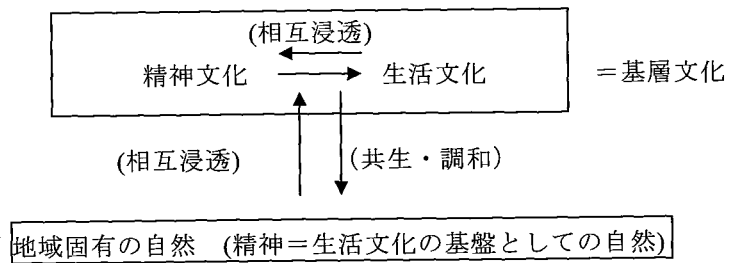 (相互浸透)
精神文化 生活文化 =基層文化
(相互浸透) (共生・調和)
地域固有の自然 (精神=生活文化の基盤としての自然)